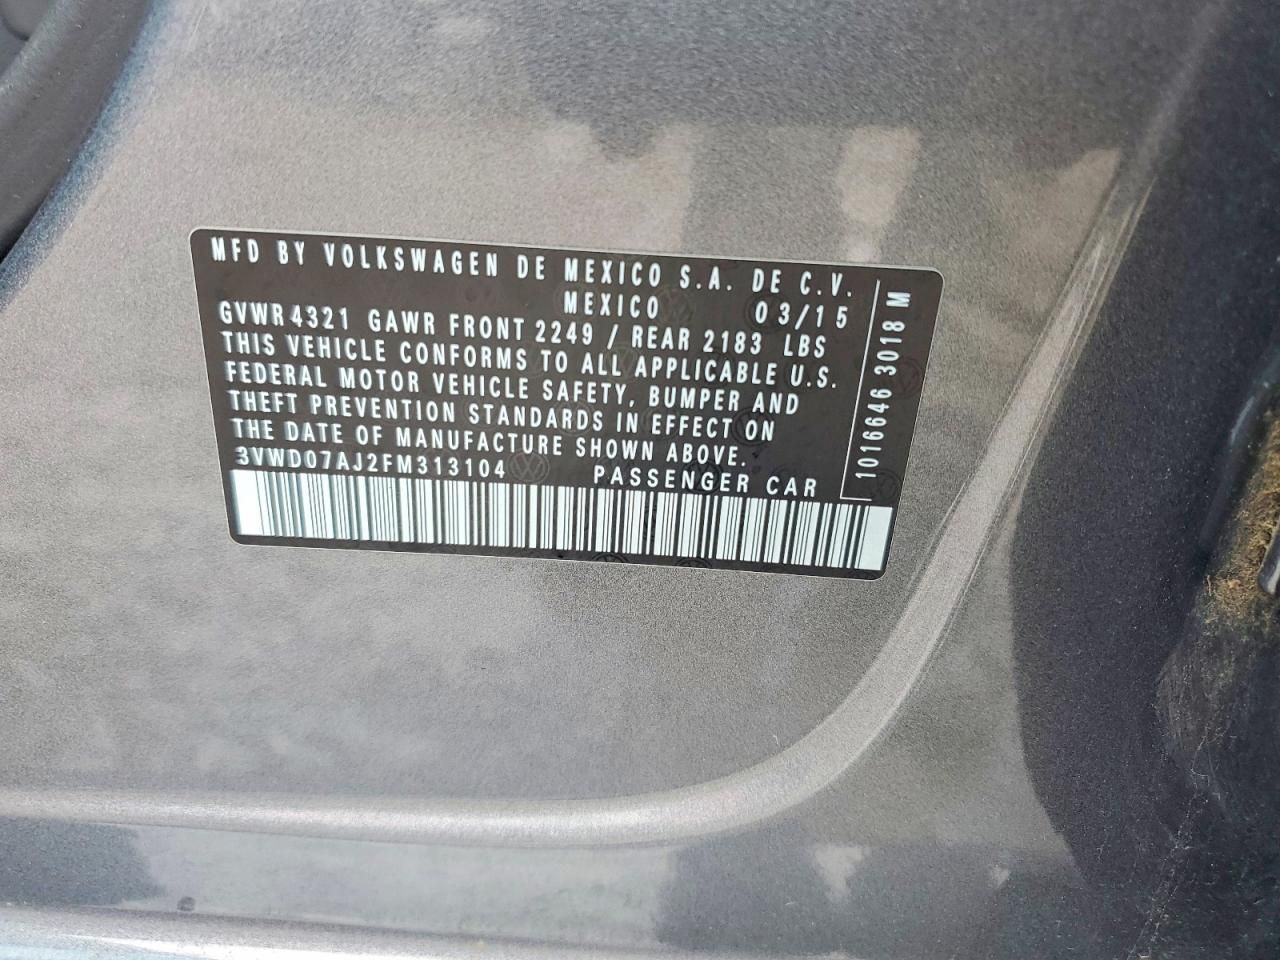 MFD BY VOLKSWAGEN DE MEXICO S.A. DE C.V.
MEXICO 03/15
GVWR 4321 GAWR FRONT 2249 / REAR 2183 LBS
THIS VEHICLE CONFORMS TO ALL APPLICABLE U.S.
FEDERAL MOTOR VEHICLE SAFETY, BUMPER AND
THEFT PREVENTION STANDARDS IN EFFECT ON
THE DATE OF MANUFACTURE SHOWN ABOVE.
3VWD07AJ2FM313104 PASSENGER CAR
1016646 3018 M